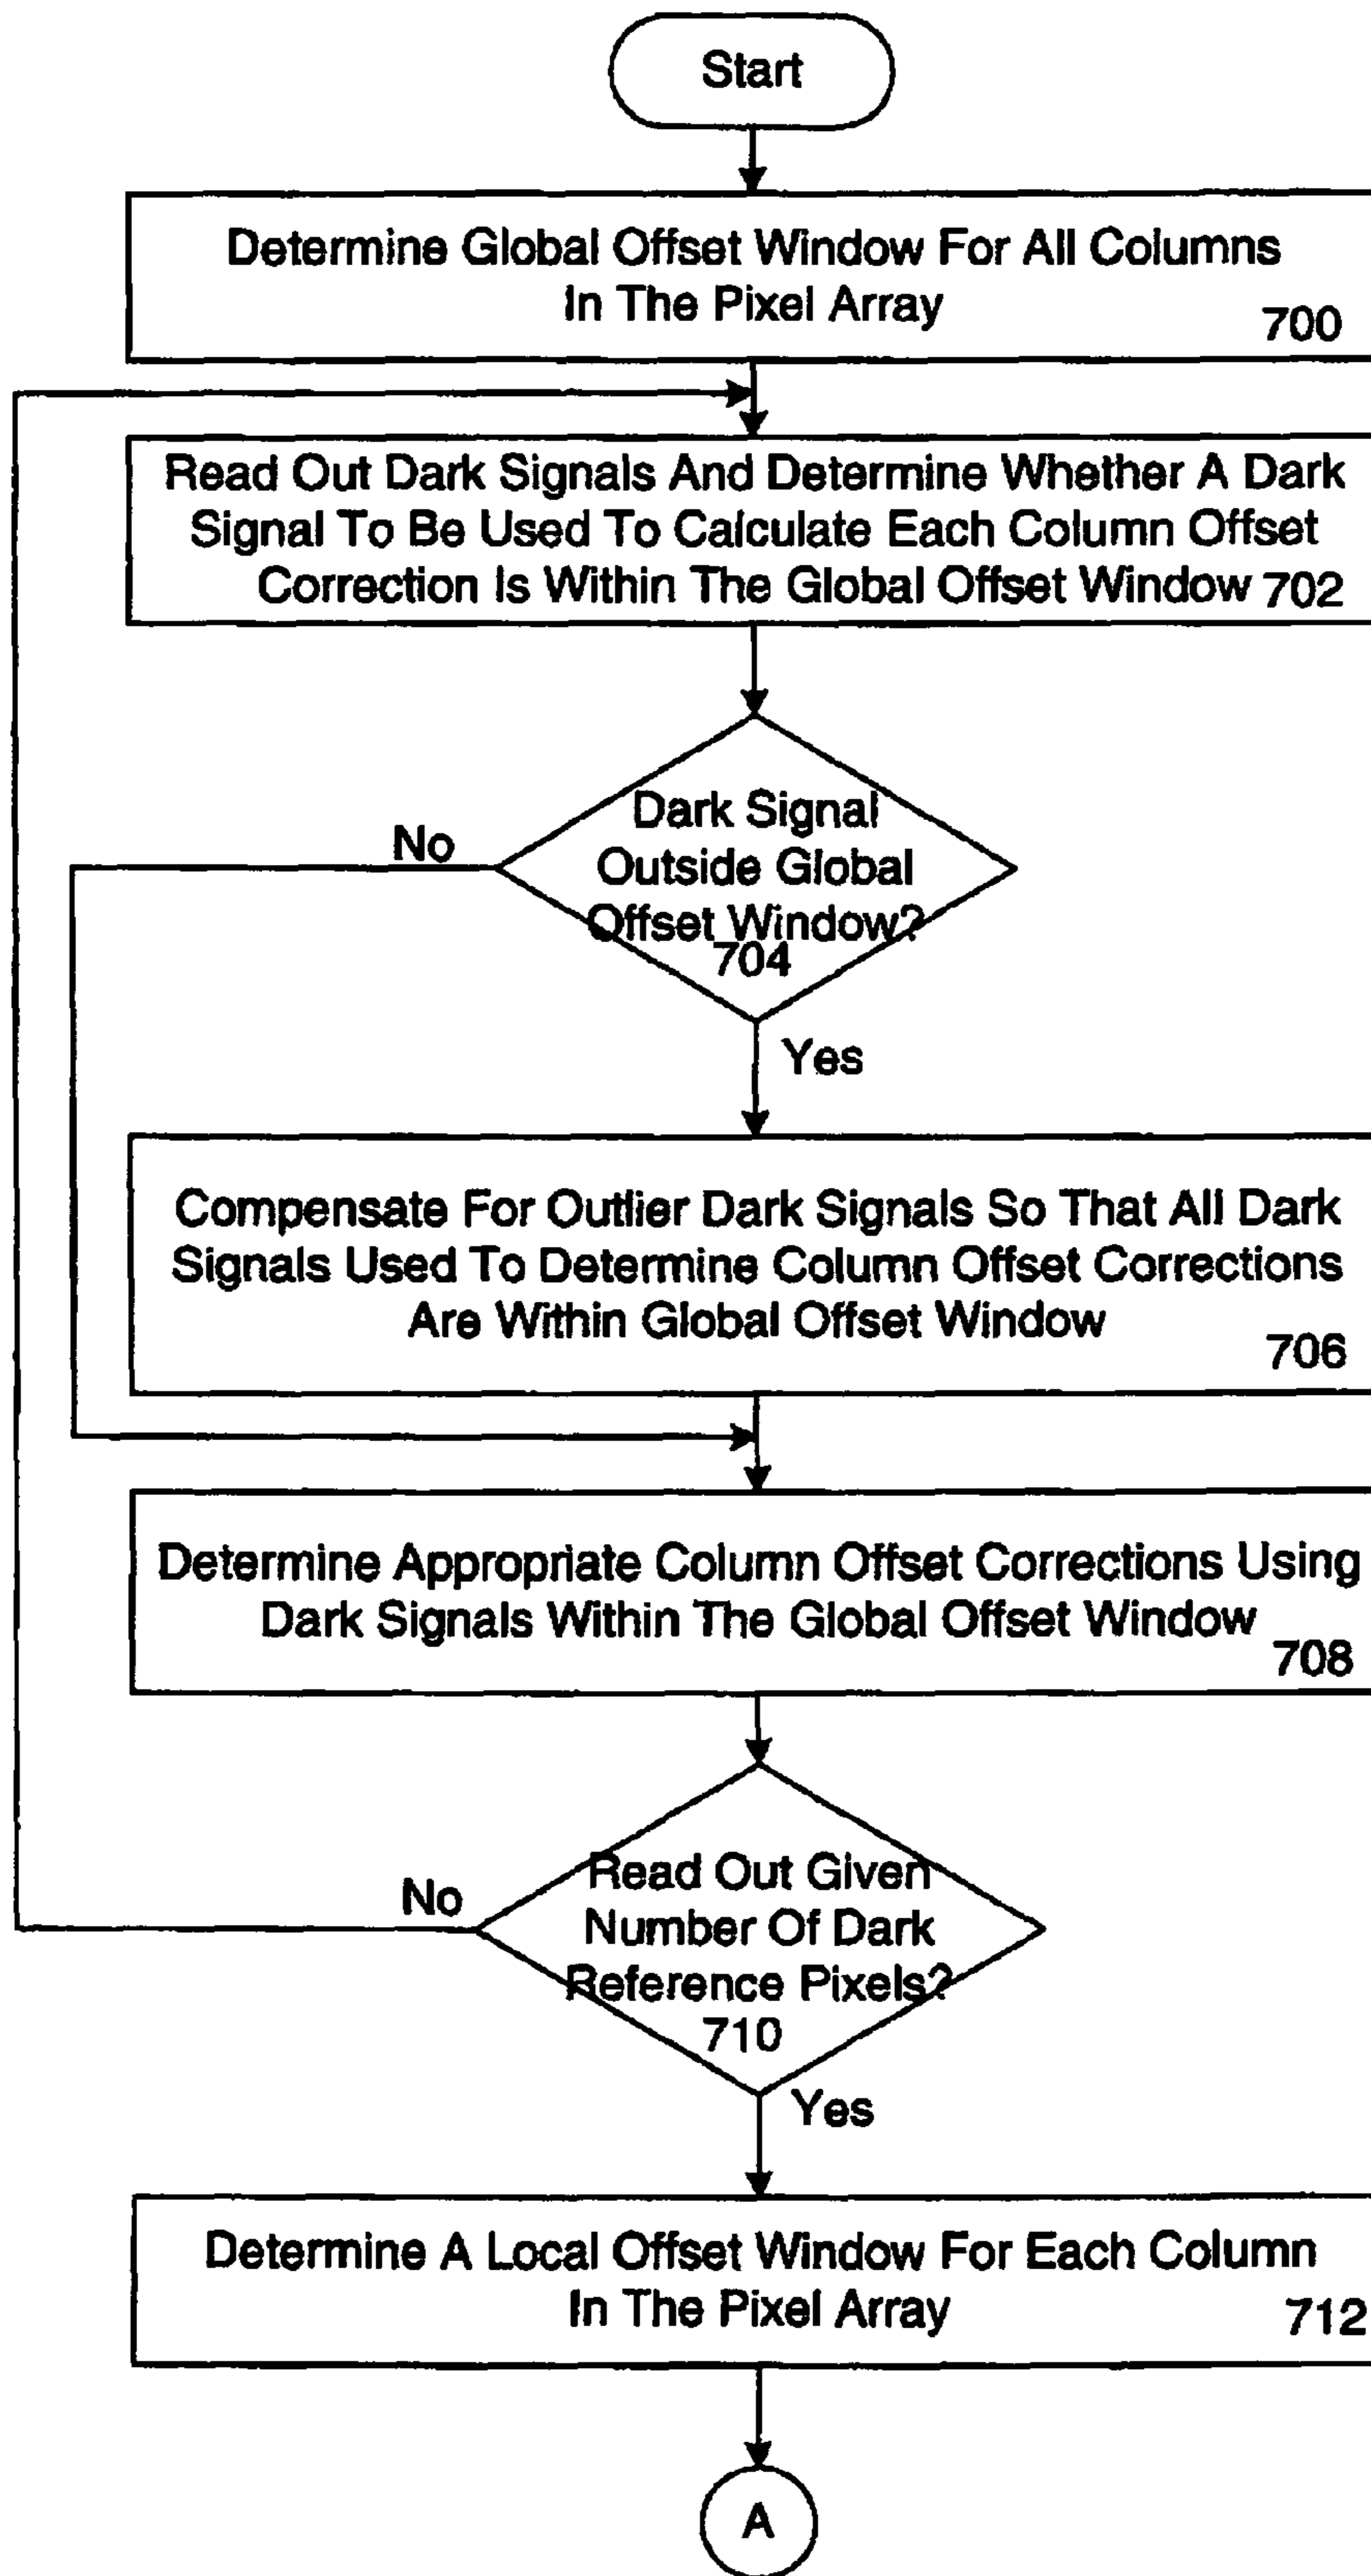 Start
Determine Global Offset Window For All Columns
In The Pixel Array
700
Read Out Dark Signals And Determine Whether A Dark
Signal To Be Used To Calculate Each Column Offset
Correction Is Within The Global Offset Window 702
Dark Signal
Outside Global
Offset Window?
704
No
Yes
Compensate For Outlier Dark Signals So That All Dark
Signals Used To Determine Column Offset Corrections
Are Within Global Offset Window
706
Determine Appropriate Column Offset Corrections Using
Dark Signals Within The Global Offset Window
708
Read Out Given
Number Of Dark
Reference Pixels?
710
No
Yes
Determine A Local Offset Window For Each Column
In The Pixel Array
712
A